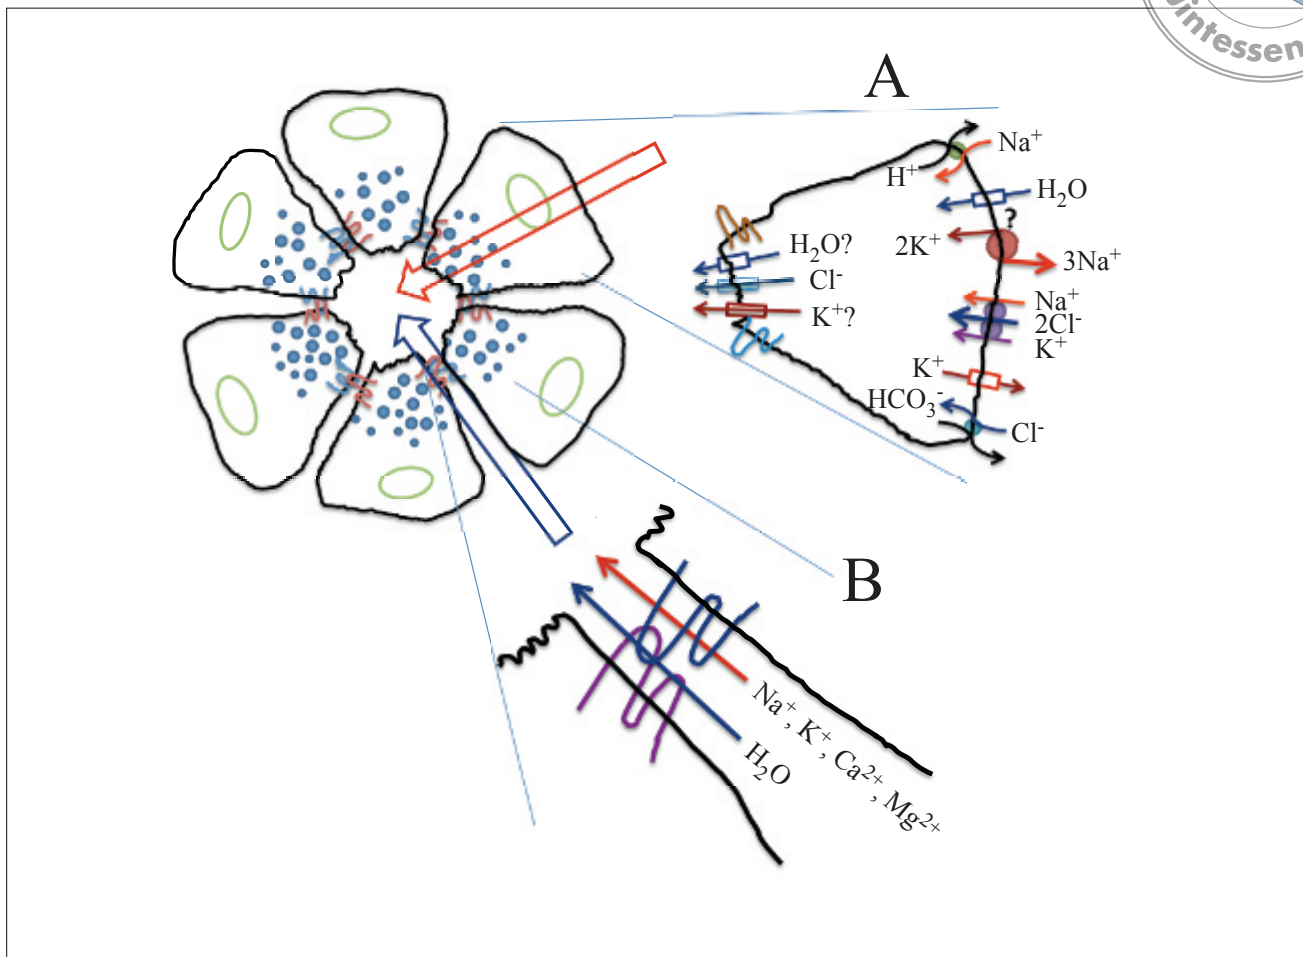 A
Na⁺
H⁺
H₂O
?
2K⁺
3Na⁺
H₂O?
Cl⁻
K⁺?
Na⁺
2Cl⁻
K⁺
K⁺
HCO₃⁻
Cl⁻
B
Na⁺, K⁺, Ca²⁺, Mg²⁺
H₂O